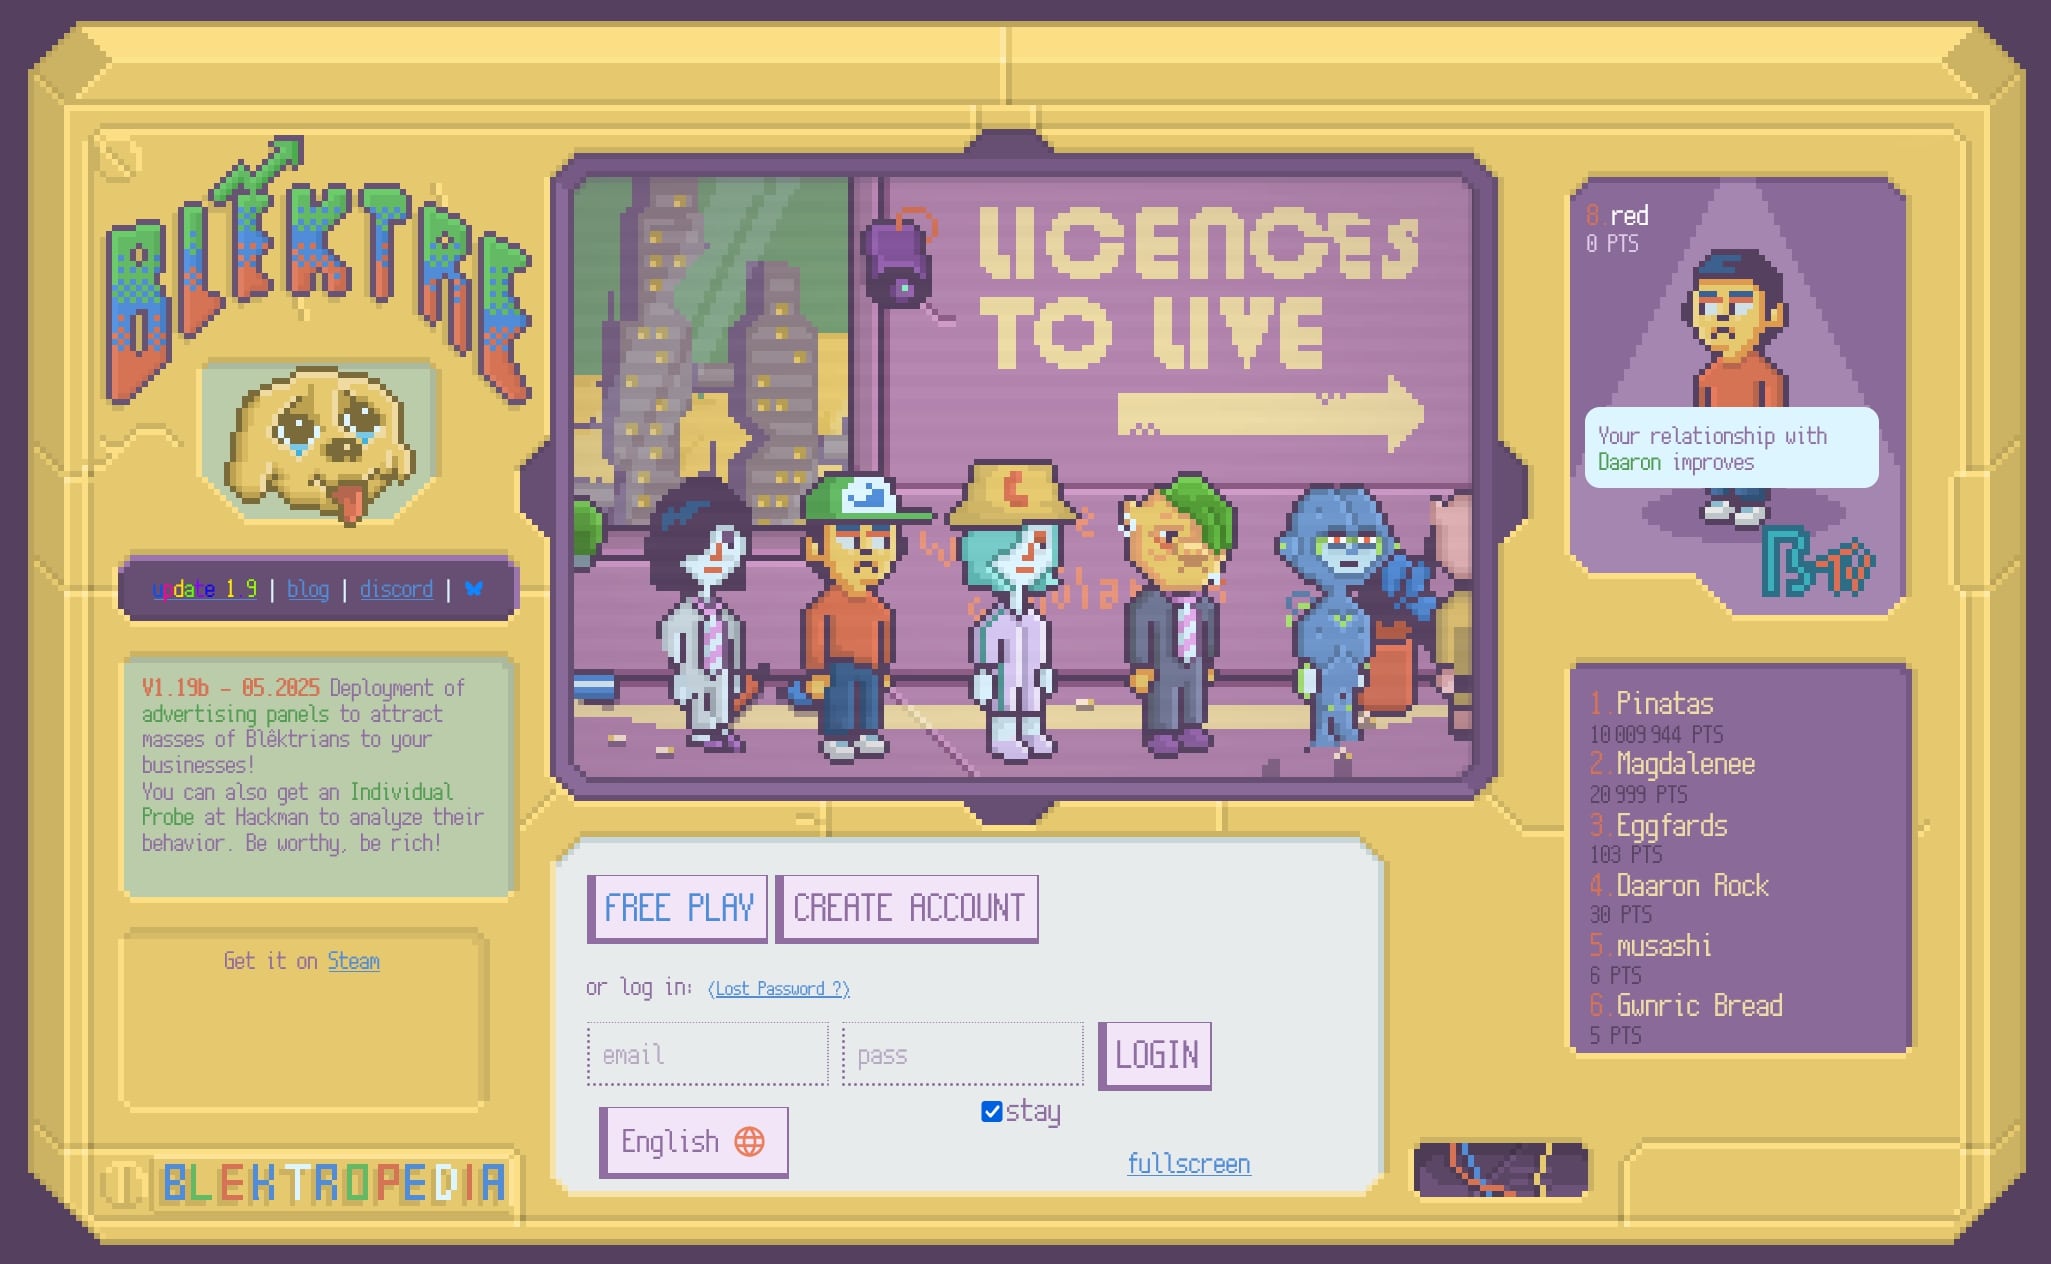 BLEKTRE
update 1.9 | blog | discord |
V1.19b – 05.2025 Deployment of
advertising panels to attract
masses of Blêktrians to your
businesses!
You can also get an Individual
Probe at Hackman to analyze their
behavior. Be worthy, be rich!
Get it on Steam
BLEKTROPEDIA
LICENCES
TO LIVE
FREE PLAY
CREATE ACCOUNT
or log in: (Lost Password ?)
email
pass
LOGIN
stay
English
fullscreen
8.red
0 PTS
Your relationship with
Daaron improves
1.Pinatas
10 009 944 PTS
2.Magdalenee
20 999 PTS
3.Eggfards
103 PTS
4.Daaron Rock
30 PTS
5.musashi
6 PTS
6.Gwnric Bread
5 PTS